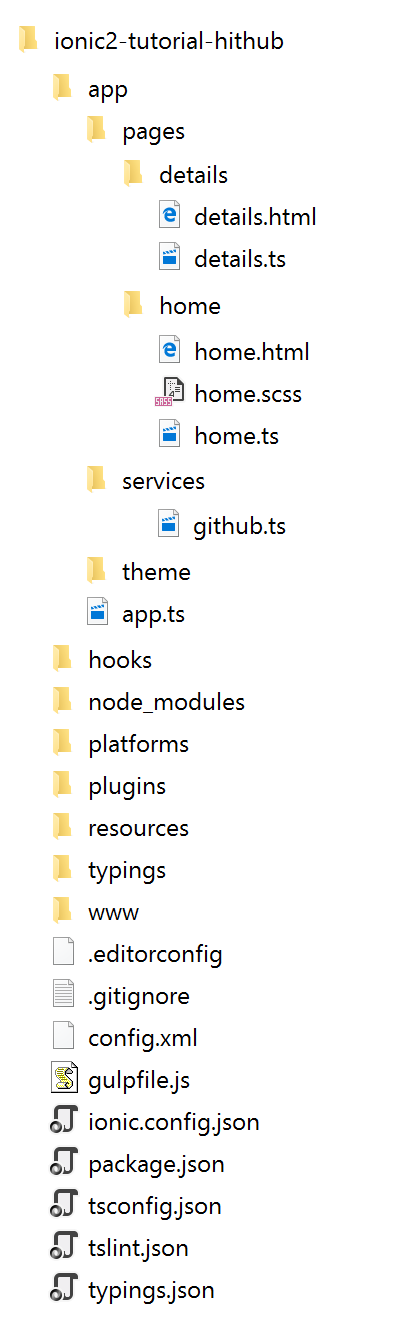 ionic2-tutorial-hithub
app
pages
details
details.html
details.ts
home
home.html
SASS home.scss
home.ts
services
github.ts
theme
app.ts
hooks
node_modules
platforms
plugins
resources
typings
www
.editorconfig
.gitignore
config.xml
gulpfile.js
ionic.config.json
package.json
tsconfig.json
tslint.json
typings.json